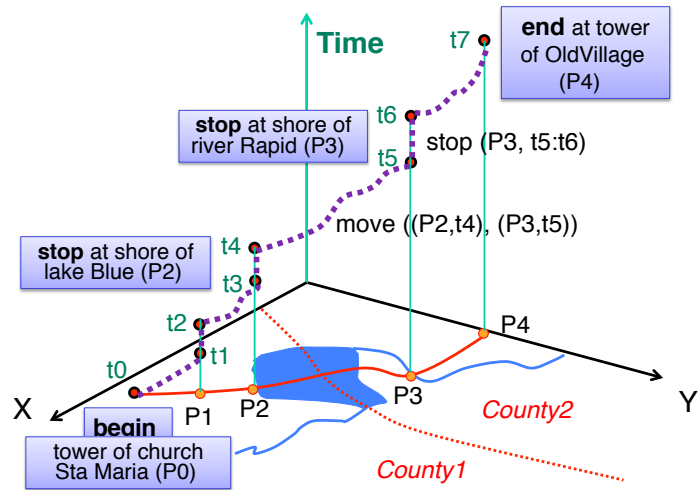 Time
t7
end at tower
of OldVillage
(P4)
t6
stop at shore of
river Rapid (P3)
stop (P3, t5:t6)
t5
move ((P2,t4), (P3,t5))
t4
stop at shore of
lake Blue (P2)
t3
t2
t1
t0
P4
P3
P2
P1
X
Y
begin
tower of church
Sta Maria (P0)
County2
County1